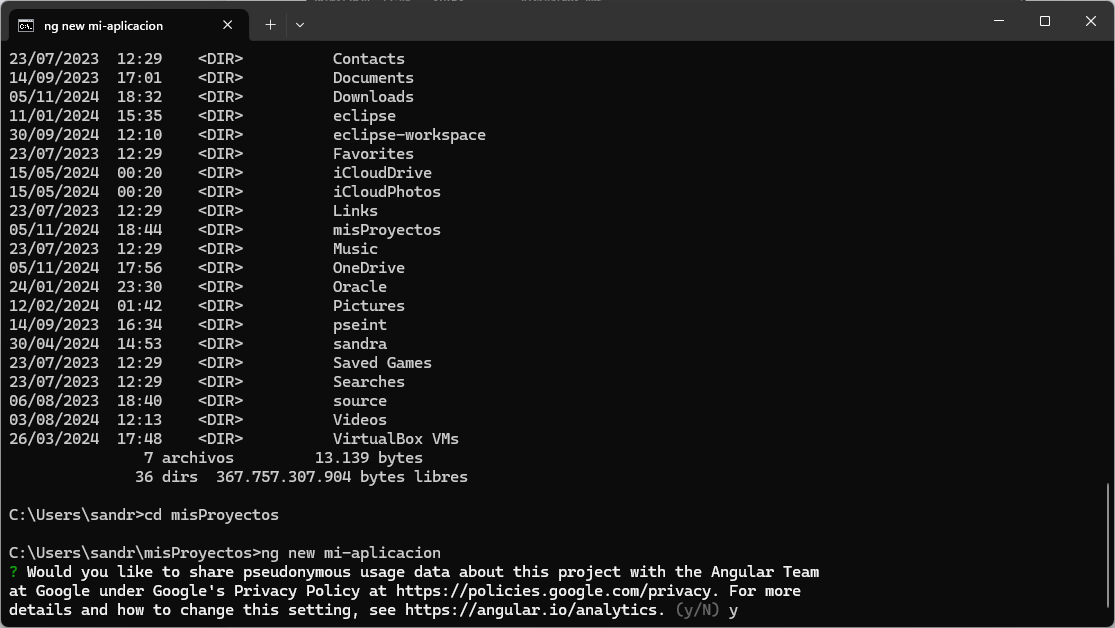 ng new mi-aplicacion
23/07/2023  12:29    <DIR>          Contacts
14/09/2023  17:01    <DIR>          Documents
05/11/2024  18:32    <DIR>          Downloads
11/01/2024  15:35    <DIR>          eclipse
30/09/2024  12:10    <DIR>          eclipse-workspace
23/07/2023  12:29    <DIR>          Favorites
15/05/2024  00:20    <DIR>          iCloudDrive
15/05/2024  00:20    <DIR>          iCloudPhotos
23/07/2023  12:29    <DIR>          Links
05/11/2024  18:44    <DIR>          misProyectos
23/07/2023  12:29    <DIR>          Music
05/11/2024  17:56    <DIR>          OneDrive
24/01/2024  23:30    <DIR>          Oracle
12/02/2024  01:42    <DIR>          Pictures
14/09/2023  16:34    <DIR>          pseint
30/04/2024  14:53    <DIR>          sandra
23/07/2023  12:29    <DIR>          Saved Games
23/07/2023  12:29    <DIR>          Searches
06/08/2023  18:40    <DIR>          source
03/08/2024  12:13    <DIR>          Videos
26/03/2024  17:48    <DIR>          VirtualBox VMs
               7 archivos         13.139 bytes
              36 dirs  367.757.307.904 bytes libres
C:\Users\sandr>cd misProyectos
C:\Users\sandr\misProyectos>ng new mi-aplicacion
? Would you like to share pseudonymous usage data about this project with the Angular Team
at Google under Google's Privacy Policy at https://policies.google.com/privacy. For more
details and how to change this setting, see https://angular.io/analytics. (y/N) y